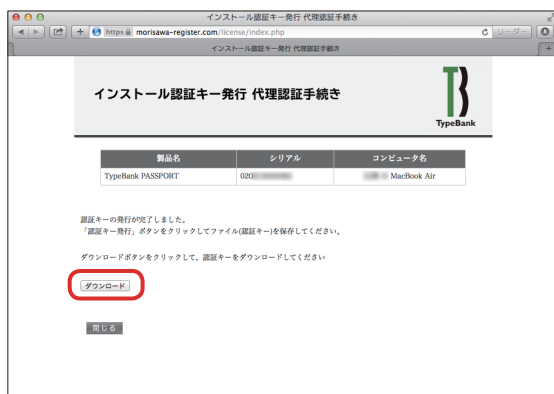 インストール認証キー発行 代理認証手続き
https morisawa-register.com/license/index.php
リーダー
インストール認証キー発行 代理認証手続き
インストール認証キー発行 代理認証手続き
TypeBank
製品名 シリアル コンピュータ名
TypeBank PASSPORT 020 MacBook Air
認証キーの発行が完了しました。
「認証キー発行」ボタンをクリックしてファイル(認証キー)を保存してください。
ダウンロードボタンをクリックして、認証キーをダウンロードしてください
ダウンロード
閉じる